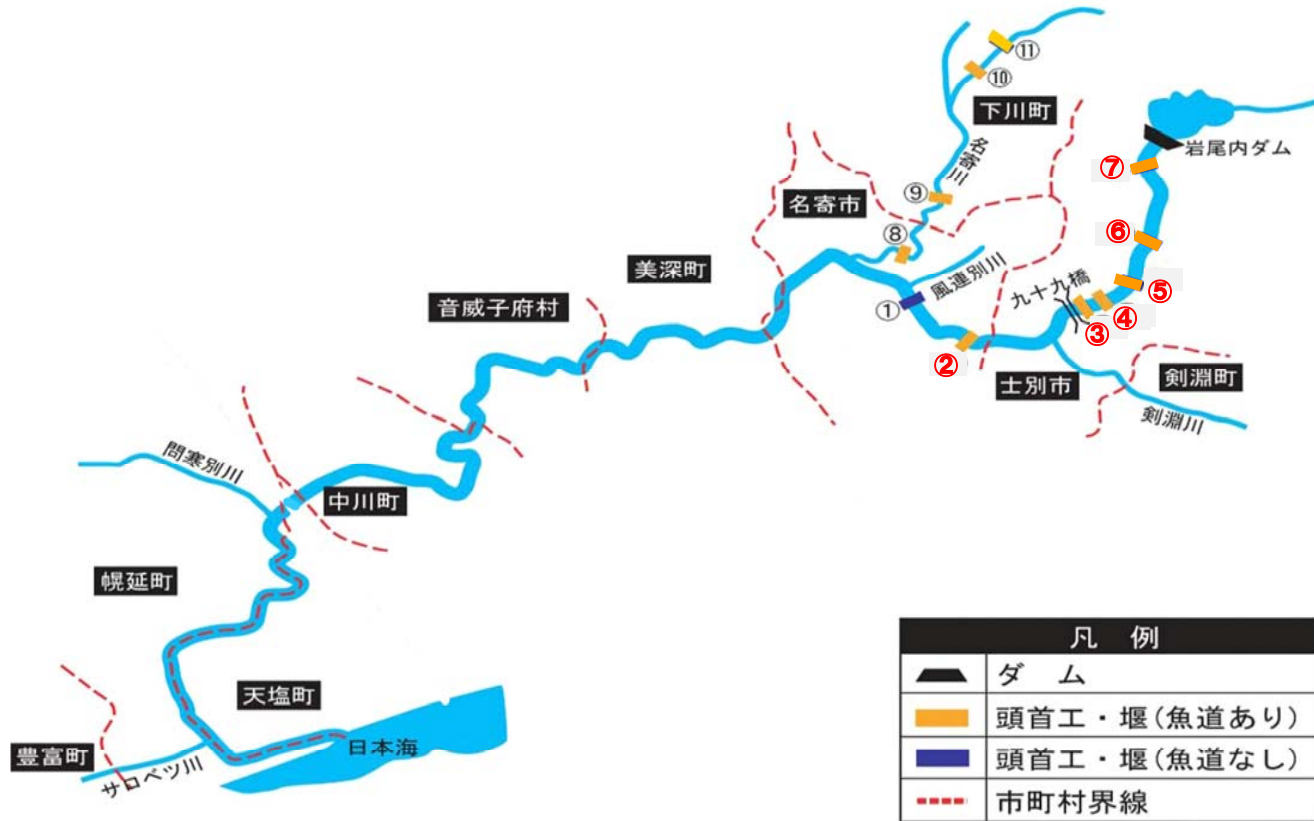 ⑪
⑩
下川町
岩尾内ダム
⑦
名寄川
⑨
名寄市
⑧
⑥
美深町
風連別川
九十九橋
⑤
音威子府村
①
④
③
②
士別市
剣淵町
剣淵川
問寒別川
中川町
幌延町
天塩町
日本海
豊富町
サロベツ川
凡 例
ダ ム
頭首工・堰(魚道あり)
頭首工・堰(魚道なし)
市町村界線